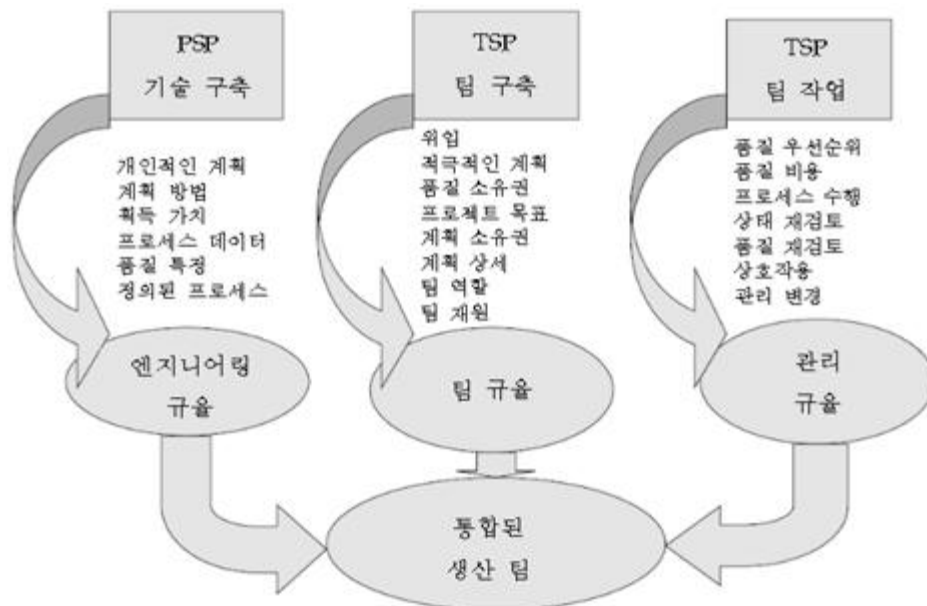 PSP
기술 구축
개인적인 계획
계획 방법
획득 가치
프로세스 데이터
품질 특정
정의된 프로세스
엔지니어링
규율
TSP
팀 구축
위임
적극적인 계획
품질 소유권
프로젝트 목표
계획 소유권
계획 상세
팀 역할
팀 재원
팀 규율
TSP
팀 작업
품질 우선순위
품질 비용
프로세스 수행
상태 재검토
품질 재검토
상호작용
관리 변경
관리
규율
통합된
생산 팀